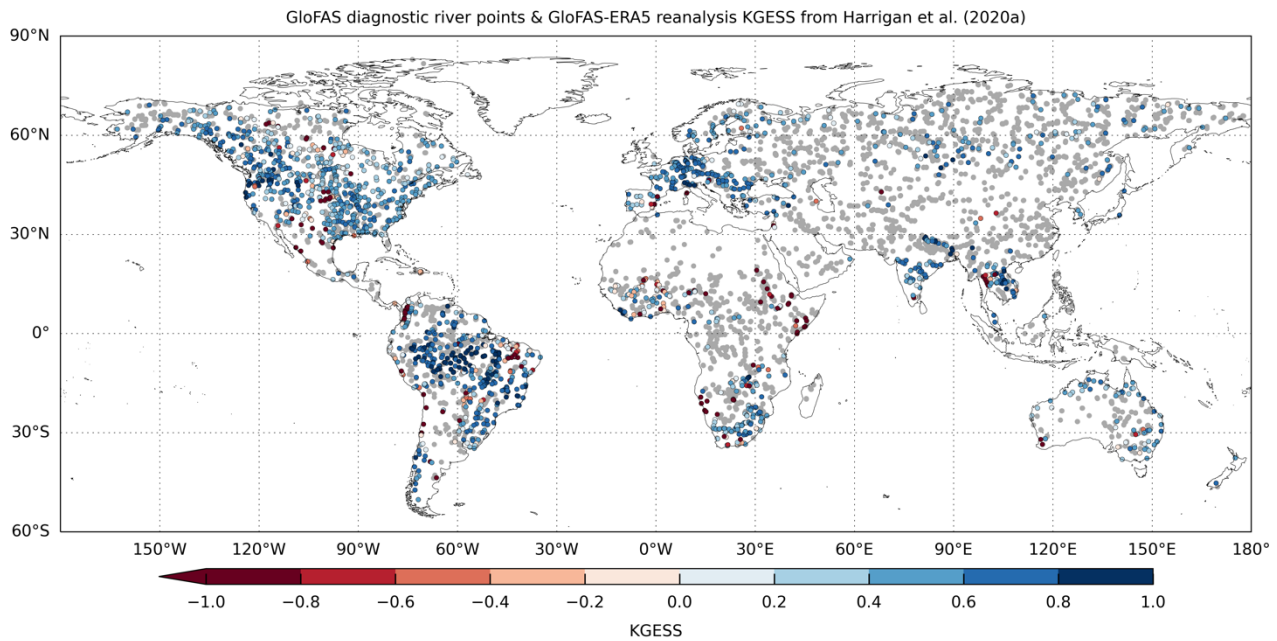 GloFAS diagnostic river points & GloFAS-ERA5 reanalysis KGESS from Harrigan et al. (2020a)
90°N
60°N
30°N
0°
30°S
60°S
150°W 120°W 90°W 60°W 30°W 0°W 30°E 60°E 90°E 120°E 150°E 180°
−1.0 −0.8 −0.6 −0.4 −0.2 0.0 0.2 0.4 0.6 0.8 1.0
KGESS